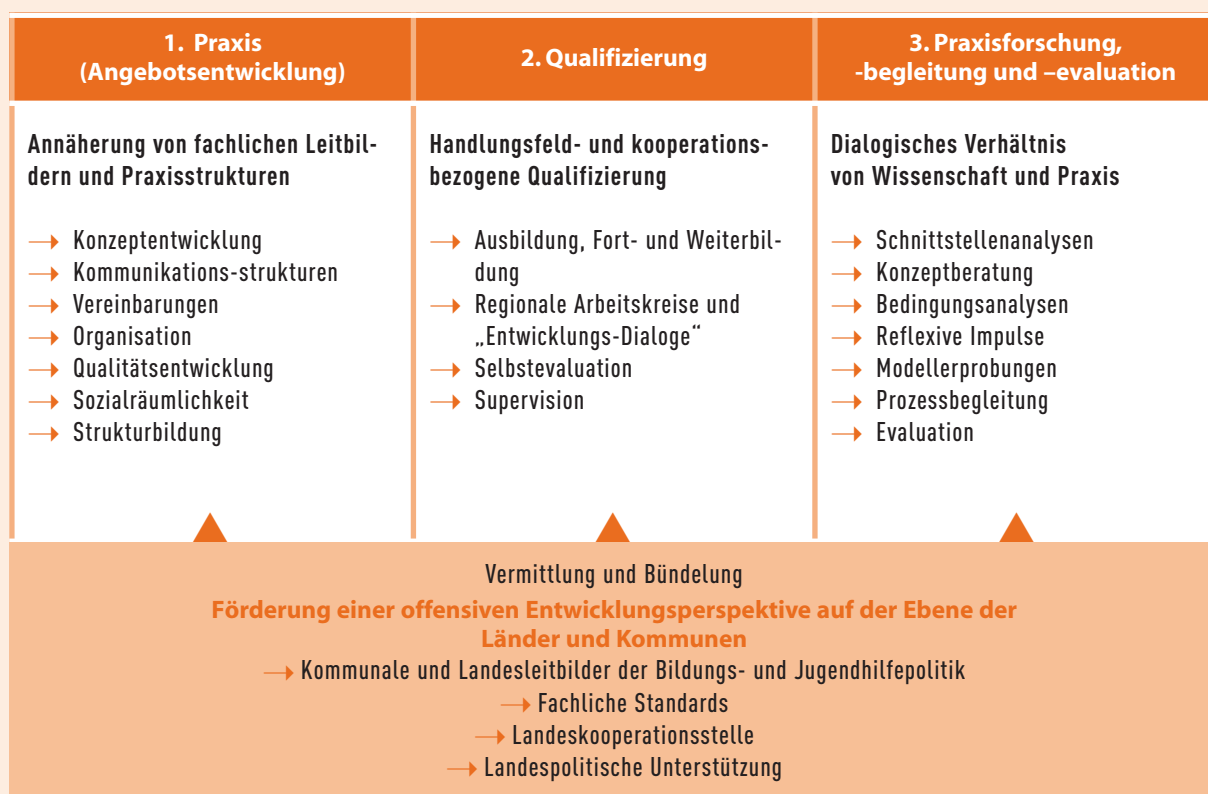 1. Praxis
(Angebotsentwicklung)
2. Qualifizierung
3. Praxisforschung,
-begleitung und –evaluation
Annäherung von fachlichen Leitbil-
dern und Praxisstrukturen
→ Konzeptentwicklung
→ Kommunikations-strukturen
→ Vereinbarungen
→ Organisation
→ Qualitätsentwicklung
→ Sozialräumlichkeit
→ Strukturbildung
Handlungsfeld- und kooperations-
bezogene Qualifizierung
→ Ausbildung, Fort- und Weiterbil-
dung
→ Regionale Arbeitskreise und
„Entwicklungs-Dialoge“
→ Selbstevaluation
→ Supervision
Dialogisches Verhältnis
von Wissenschaft und Praxis
→ Schnittstellenanalysen
→ Konzeptberatung
→ Bedingungsanalysen
→ Reflexive Impulse
→ Modellerprobungen
→ Prozessbegleitung
→ Evaluation
Vermittlung und Bündelung
Förderung einer offensiven Entwicklungsperspektive auf der Ebene der
Länder und Kommunen
→ Kommunale und Landesleitbilder der Bildungs- und Jugendhilfepolitik
→ Fachliche Standards
→ Landeskooperationsstelle
→ Landespolitische Unterstützung